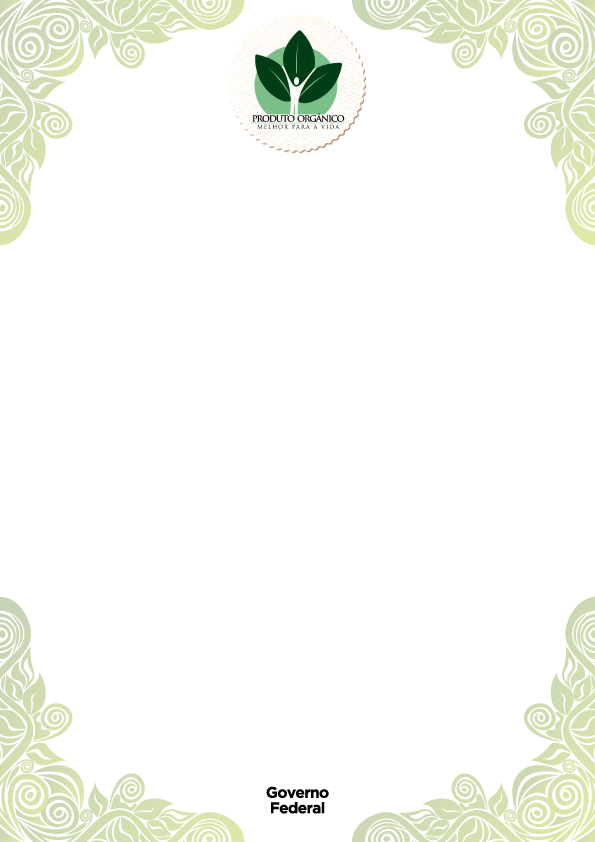 PRODUTO ORGÂNICO
MELHOR PARA A VIDA
Governo
Federal